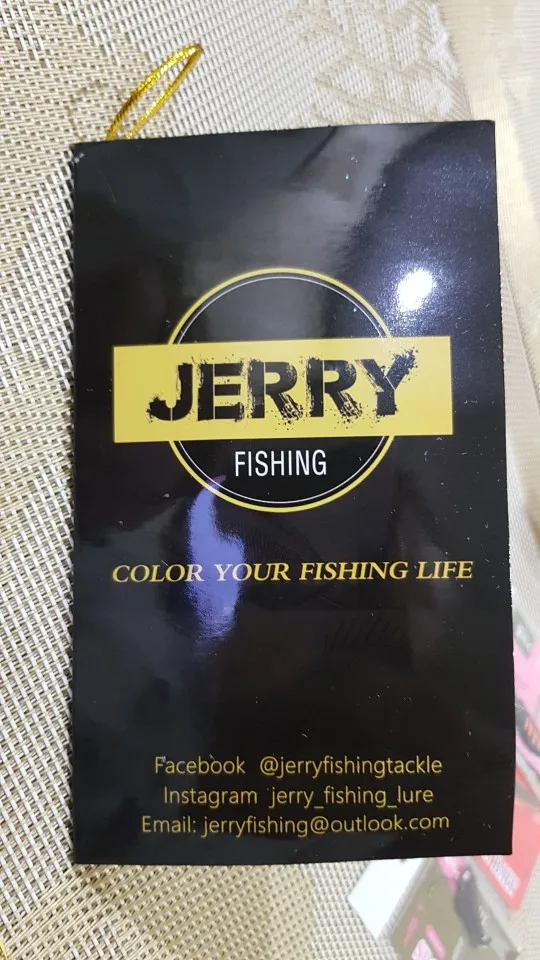 JERRY
FISHING
COLOR YOUR FISHING LIFE
Facebook @jerryfishingtackle
Instagram jerry_fishing_lure
Email: jerryfishing@outlook.com